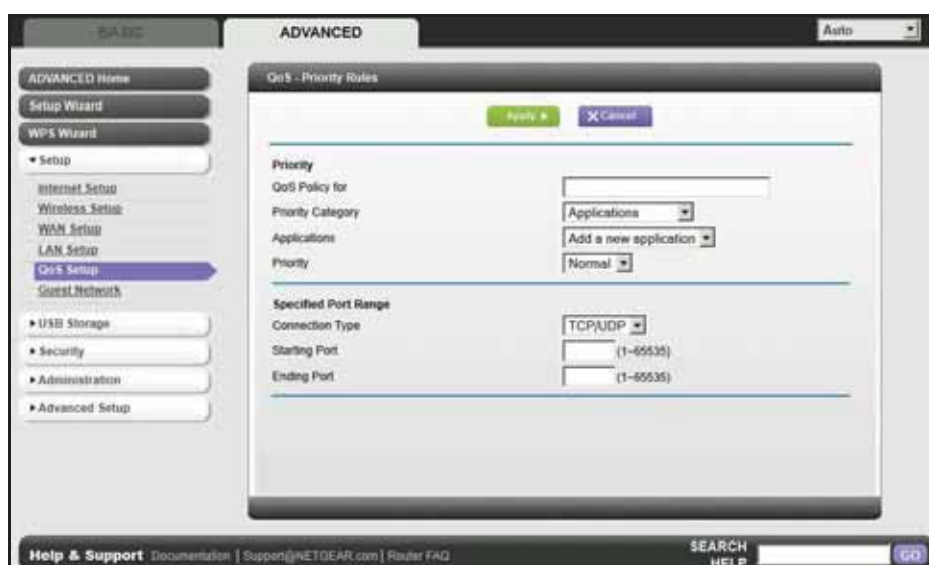 BASIC
ADVANCED
Auto
ADVANCED Home
Setup Wizard
WPS Wizard
Setup
Internet Setup
Wireless Setup
WAN Setup
LAN Setup
QoS Setup
Guest Network
USB Storage
Security
Administration
Advanced Setup
QoS - Priority Rules
Apply
X Cancel
Priority
QoS Policy for
Priority Category
Applications
Applications
Add a new application
Priority
Normal
Specified Port Range
Connection Type
TCP/UDP
Starting Port
(1~65535)
Ending Port
(1~65535)
Help & Support Documentation | Support@NETGEAR.com | Router FAQ
SEARCH
HELP
GO